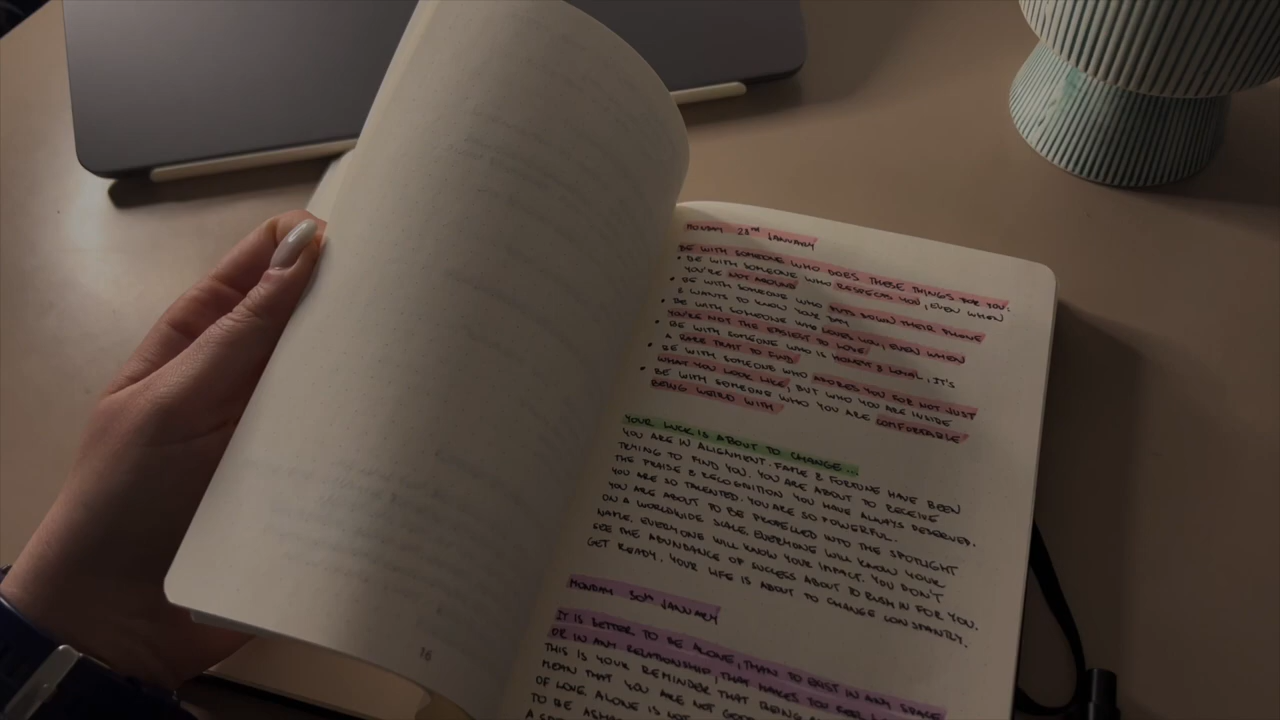 MONDAY 23RD JANUARY
BE WITH SOMEONE WHO DOES THESE THINGS FOR YOU:
• BE WITH SOMEONE WHO RESPECTS YOU, EVEN WHEN
YOU'RE NOT AROUND
• BE WITH SOMEONE WHO PUTS DOWN THEIR PHONE
& WANTS TO KNOW YOUR DAY
• BE WITH SOMEONE WHO LOVES YOU, EVEN WHEN
YOU'RE NOT THE EASIEST TO LOVE
• BE WITH SOMEONE WHO IS HONEST & LOYAL, IT'S
A RARE TRAIT TO FIND
• BE WITH SOMEONE WHO ADORES YOU FOR NOT JUST
WHAT YOU LOOK LIKE, BUT WHO YOU ARE INSIDE
• BE WITH SOMEONE WHO YOU ARE COMFORTABLE
BEING WEIRD WITH
YOUR LUCK IS ABOUT TO CHANGE...
YOU ARE IN ALIGNMENT. FAME & FORTUNE HAVE BEEN
TRYING TO FIND YOU. YOU ARE ABOUT TO RECEIVE
THE PRAISE & RECOGNITION YOU HAVE ALWAYS DESERVED.
YOU ARE SO TALENTED. YOU ARE SO POWERFUL.
YOU ARE ABOUT TO BE PROPELLED INTO THE SPOTLIGHT
ON A WORLDWIDE SCALE. EVERYONE WILL KNOW YOUR
NAME. EVERYONE WILL KNOW YOUR IMPACT. YOU DON'T
SEE THE ABUNDANCE OF SUCCESS ABOUT TO RUSH IN FOR YOU.
GET READY. YOUR LIFE IS ABOUT TO CHANGE CONSTANTLY.
MONDAY 30TH JANUARY
IT IS BETTER TO BE ALONE, THAN TO EXIST IN ANY SPACE
OR IN ANY RELATIONSHIP, THAT MAKES YOU FEEL
THIS IS YOUR REMINDER THAT BEING
MEAN THAT YOU ARE NOT GOOD
OF LOVE. ALONE IS NOT
TO BE ASHAMED
16